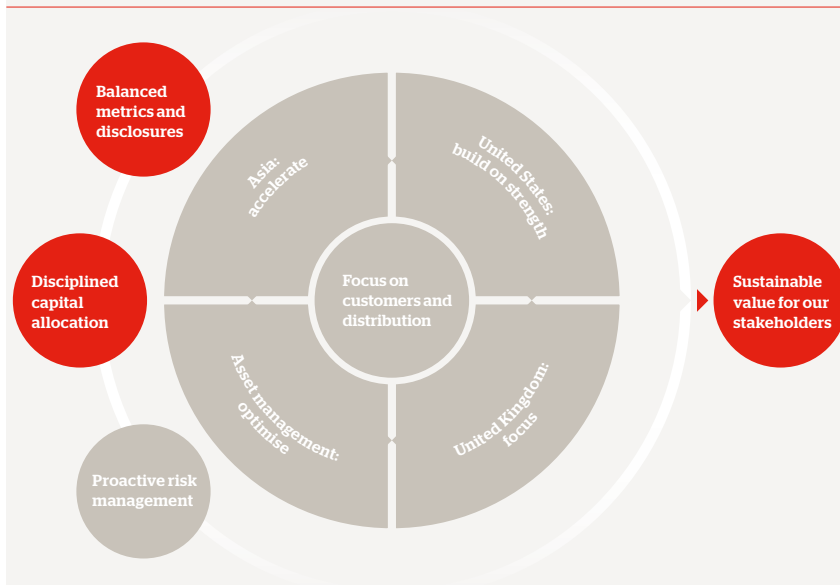 Balanced
metrics and
disclosures
Asia:
accelerate
United States:
build on strength
Disciplined
capital
allocation
Focus on
customers and
distribution
Sustainable
value for our
stakeholders
Asset management:
optimise
United Kingdom:
focus
Proactive risk
management